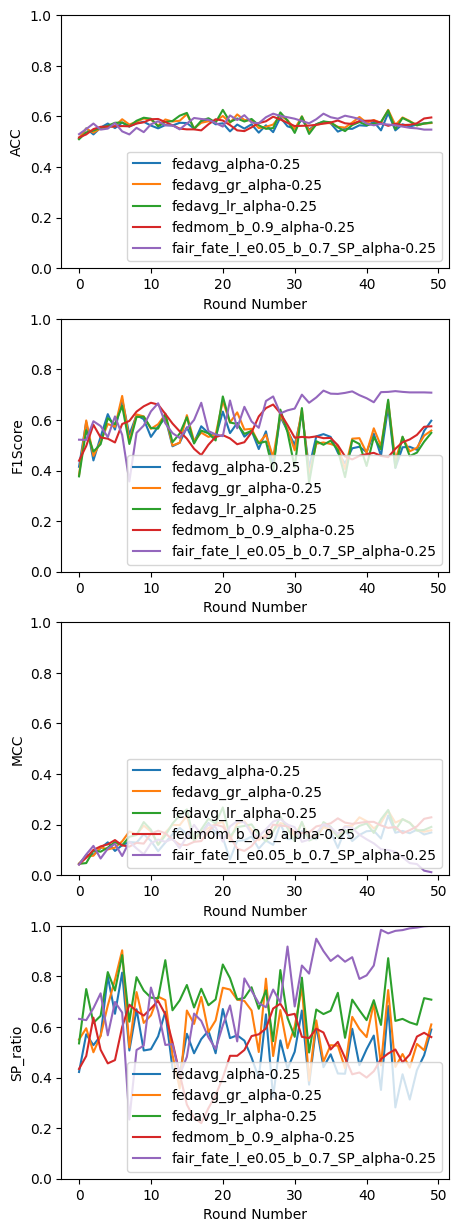 1.0
0.8
0.6
0.4
0.2
0.0
ACC
fedavg_alpha-0.25
fedavg_gr_alpha-0.25
fedavg_lr_alpha-0.25
fedmom_b_0.9_alpha-0.25
fair_fate_l_e0.05_b_0.7_SP_alpha-0.25
0 10 20 30 40 50
Round Number
1.0
0.8
0.6
0.4
0.2
0.0
F1Score
fedavg_alpha-0.25
fedavg_gr_alpha-0.25
fedavg_lr_alpha-0.25
fedmom_b_0.9_alpha-0.25
fair_fate_l_e0.05_b_0.7_SP_alpha-0.25
0 10 20 30 40 50
Round Number
1.0
0.8
0.6
0.4
0.2
0.0
MCC
fedavg_alpha-0.25
fedavg_gr_alpha-0.25
fedavg_lr_alpha-0.25
fedmom_b_0.9_alpha-0.25
fair_fate_l_e0.05_b_0.7_SP_alpha-0.25
0 10 20 30 40 50
Round Number
1.0
0.8
0.6
0.4
0.2
0.0
SP_ratio
fedavg_alpha-0.25
fedavg_gr_alpha-0.25
fedavg_lr_alpha-0.25
fedmom_b_0.9_alpha-0.25
fair_fate_l_e0.05_b_0.7_SP_alpha-0.25
0 10 20 30 40 50
Round Number